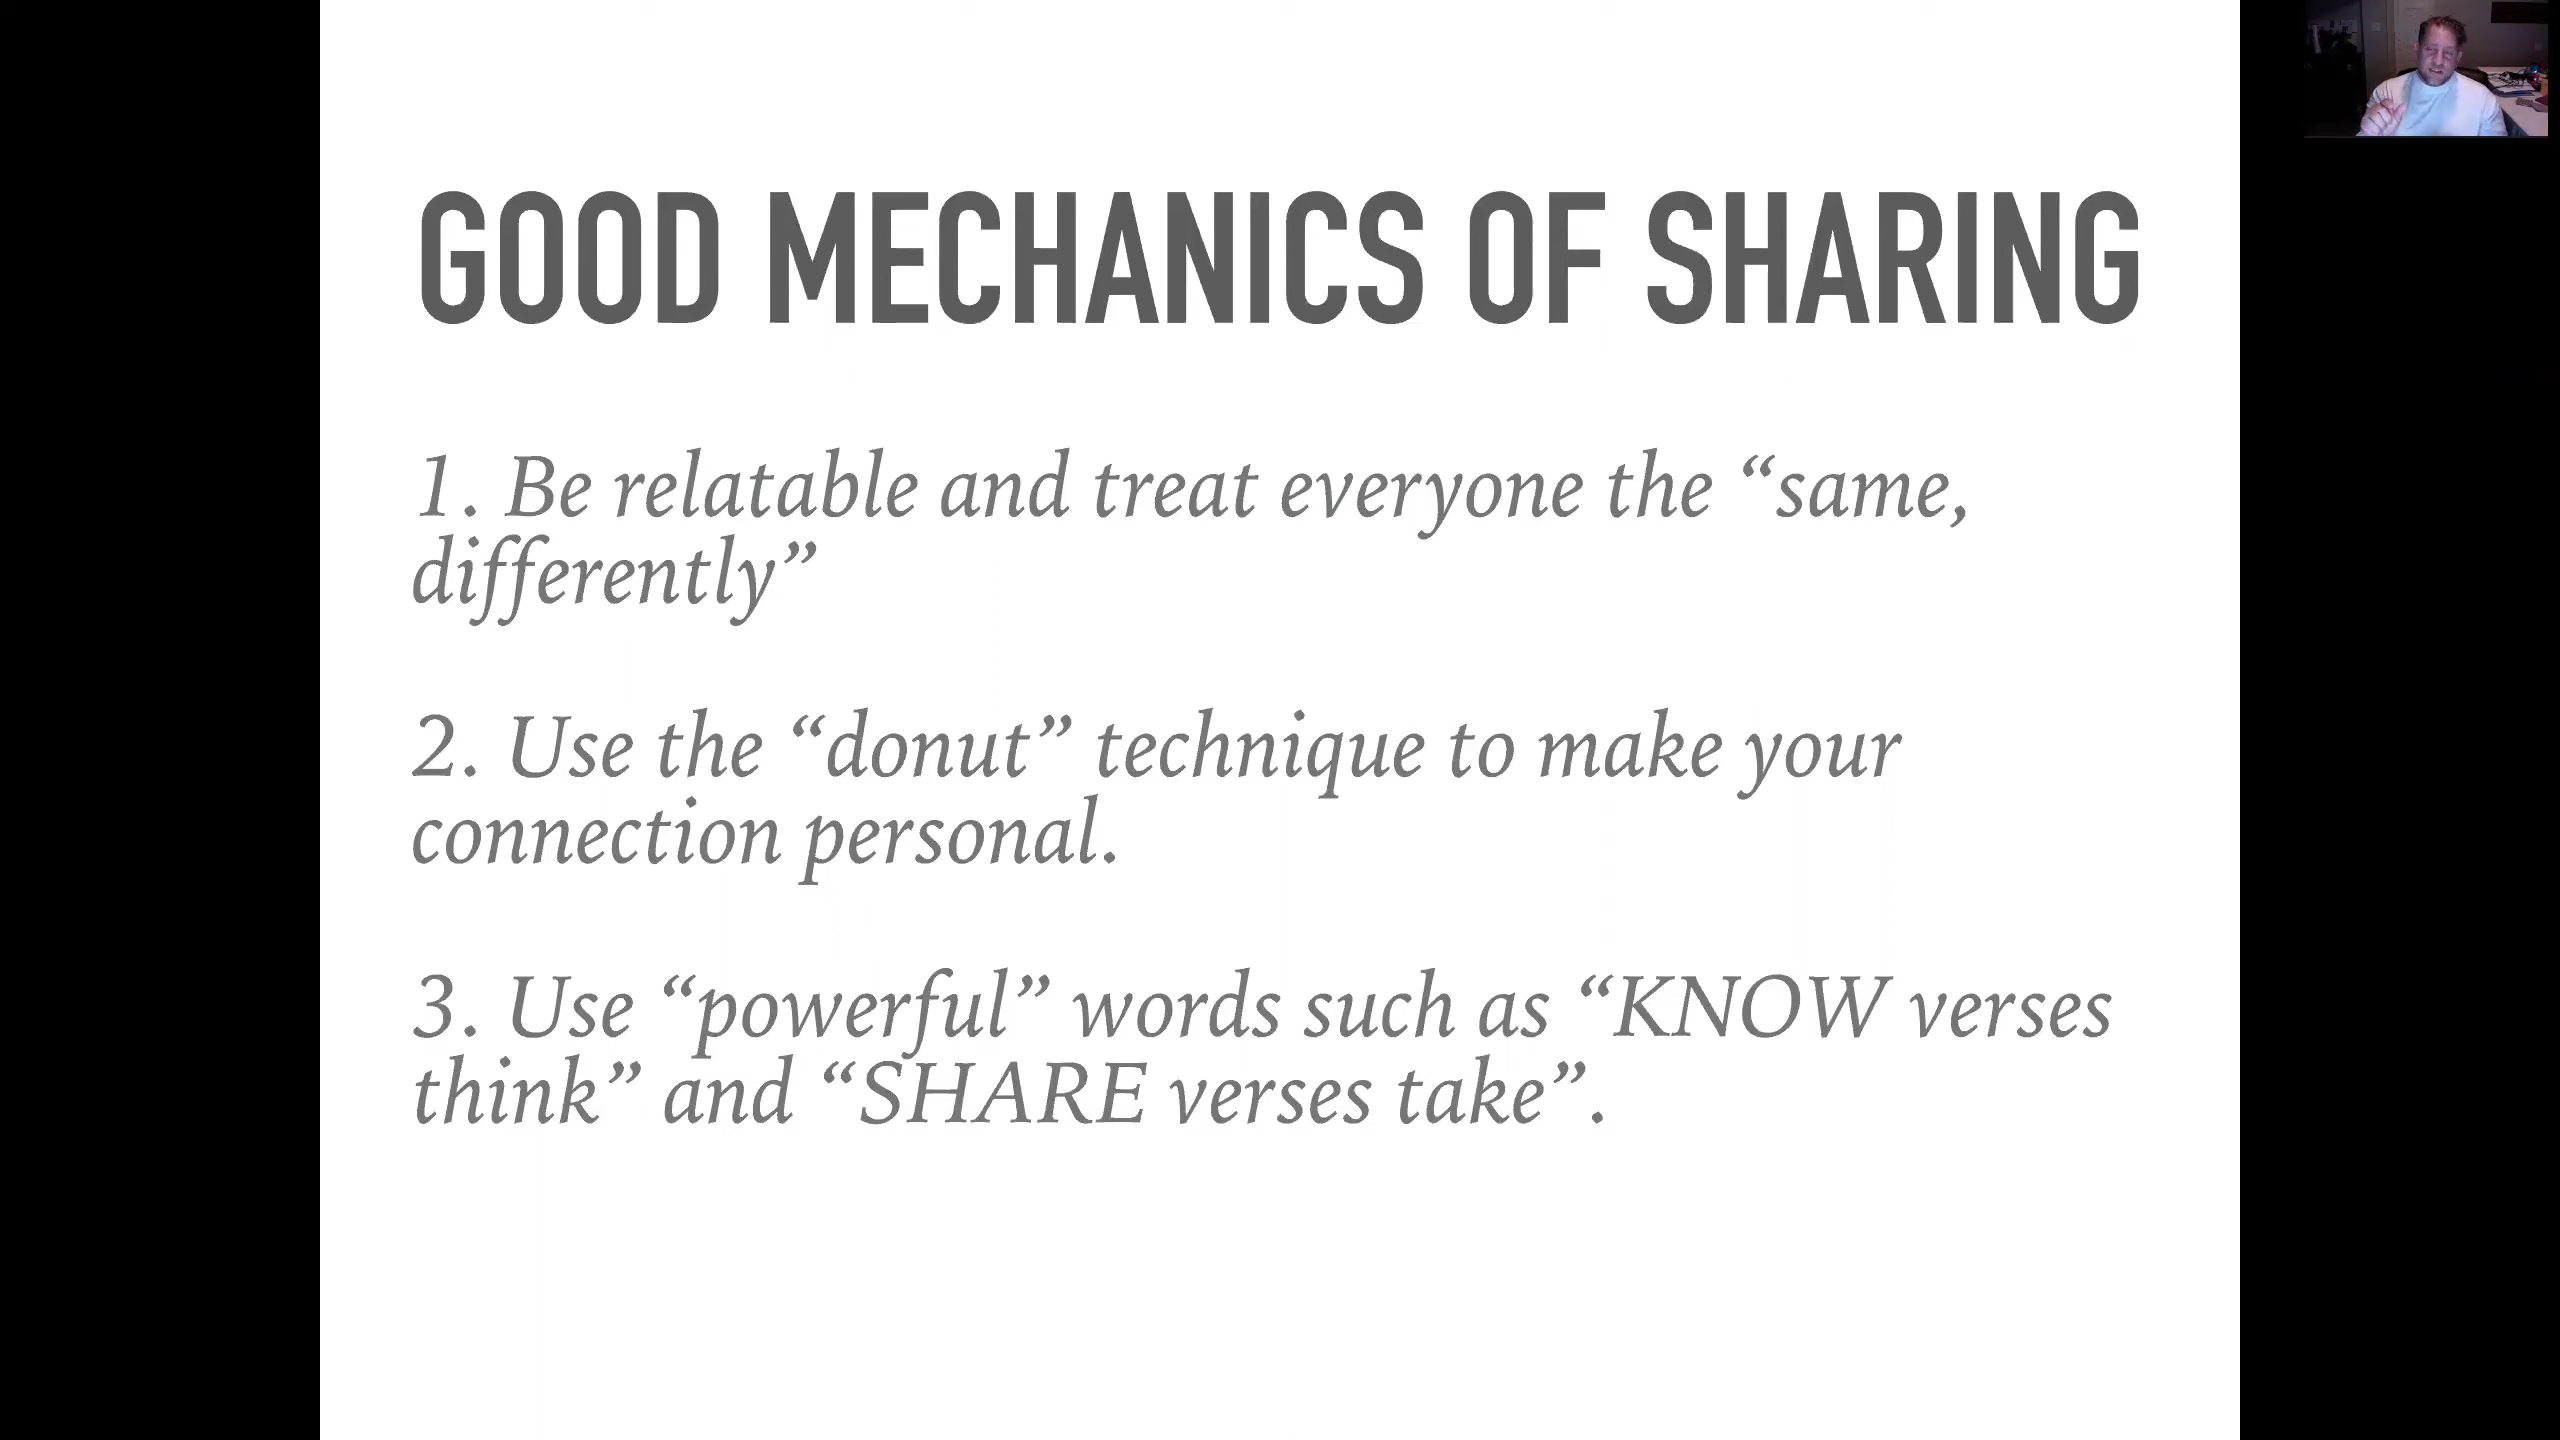 GOOD MECHANICS OF SHARING
1. Be relatable and treat everyone the “same,
differently”
2. Use the “donut” technique to make your
connection personal.
3. Use “powerful” words such as “KNOW verses
think” and “SHARE verses take”.